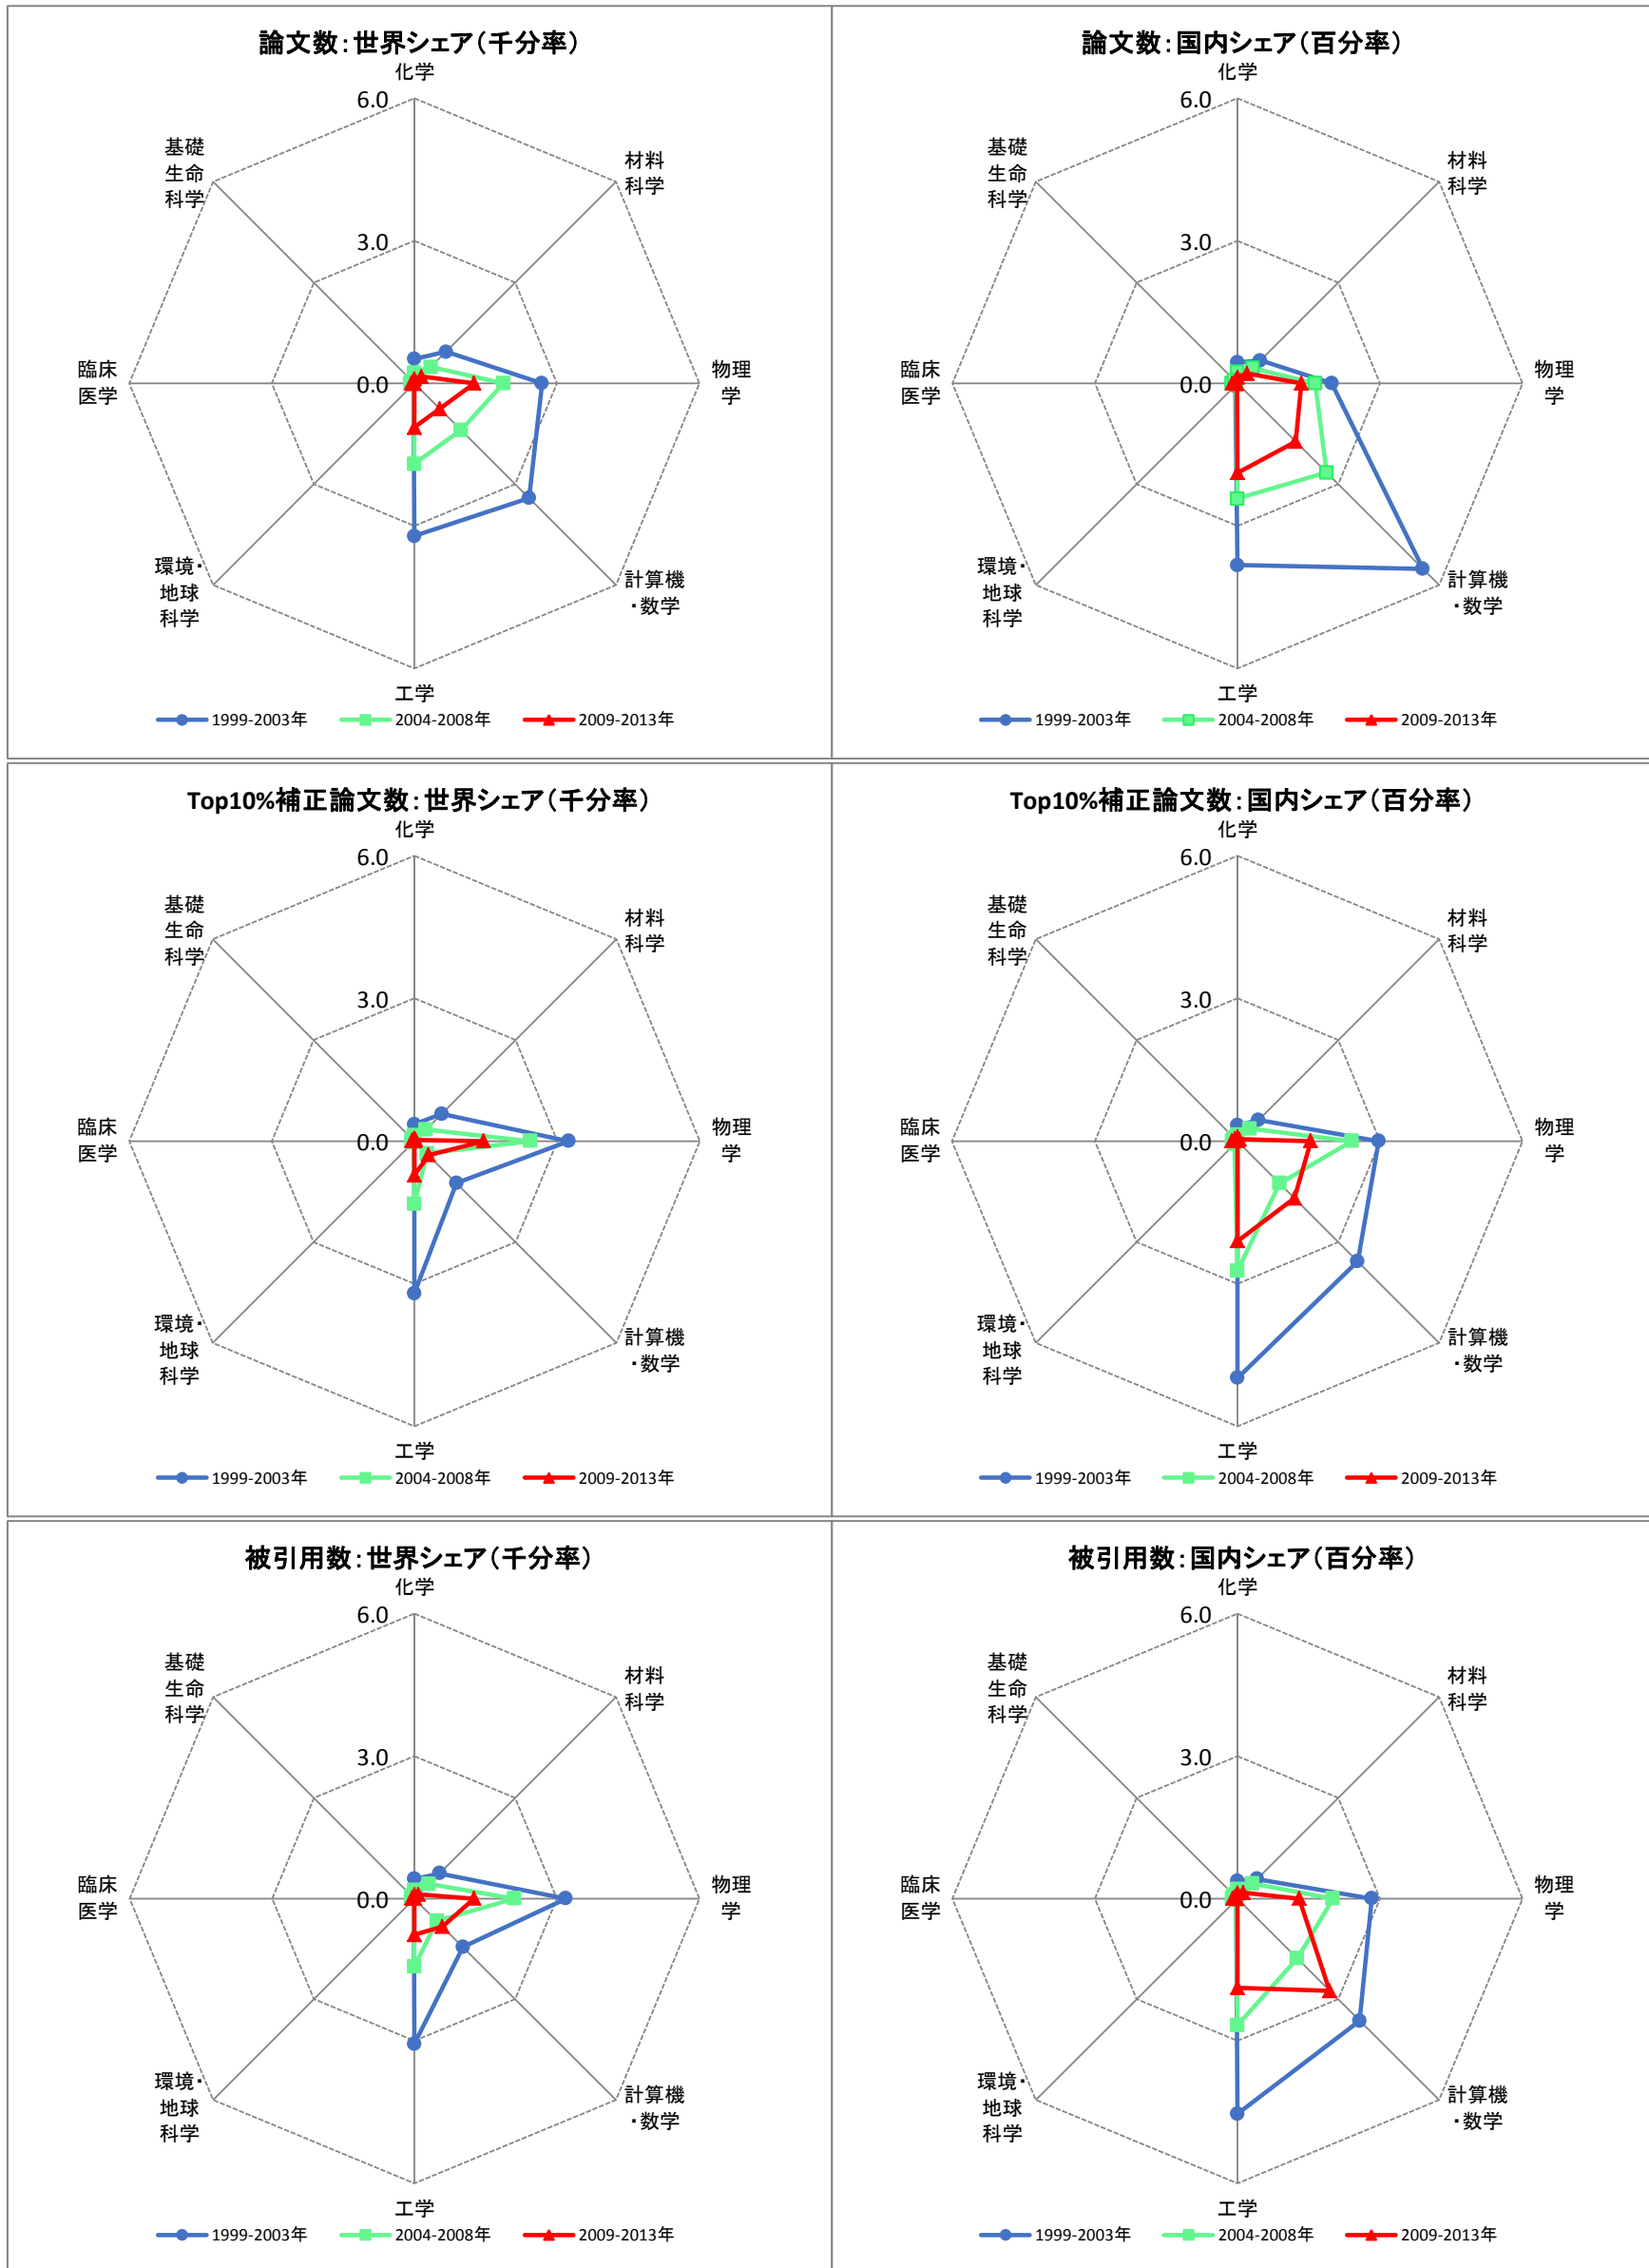 論文数：世界シェア（千分率）
化学
6.0
3.0
0.0
材料
科学
物理
学
計算機
・数学
工学
環境・
地球
科学
臨床
医学
基礎
生命
科学
1999-2003年 2004-2008年 2009-2013年
論文数：国内シェア（百分率）
化学
6.0
3.0
0.0
材料
科学
物理
学
計算機
・数学
工学
環境・
地球
科学
臨床
医学
基礎
生命
科学
1999-2003年 2004-2008年 2009-2013年
Top10%補正論文数：世界シェア（千分率）
化学
6.0
3.0
0.0
材料
科学
物理
学
計算機
・数学
工学
環境・
地球
科学
臨床
医学
基礎
生命
科学
1999-2003年 2004-2008年 2009-2013年
Top10%補正論文数：国内シェア（百分率）
化学
6.0
3.0
0.0
材料
科学
物理
学
計算機
・数学
工学
環境・
地球
科学
臨床
医学
基礎
生命
科学
1999-2003年 2004-2008年 2009-2013年
被引用数：世界シェア（千分率）
化学
6.0
3.0
0.0
材料
科学
物理
学
計算機
・数学
工学
環境・
地球
科学
臨床
医学
基礎
生命
科学
1999-2003年 2004-2008年 2009-2013年
被引用数：国内シェア（百分率）
化学
6.0
3.0
0.0
材料
科学
物理
学
計算機
・数学
工学
環境・
地球
科学
臨床
医学
基礎
生命
科学
1999-2003年 2004-2008年 2009-2013年